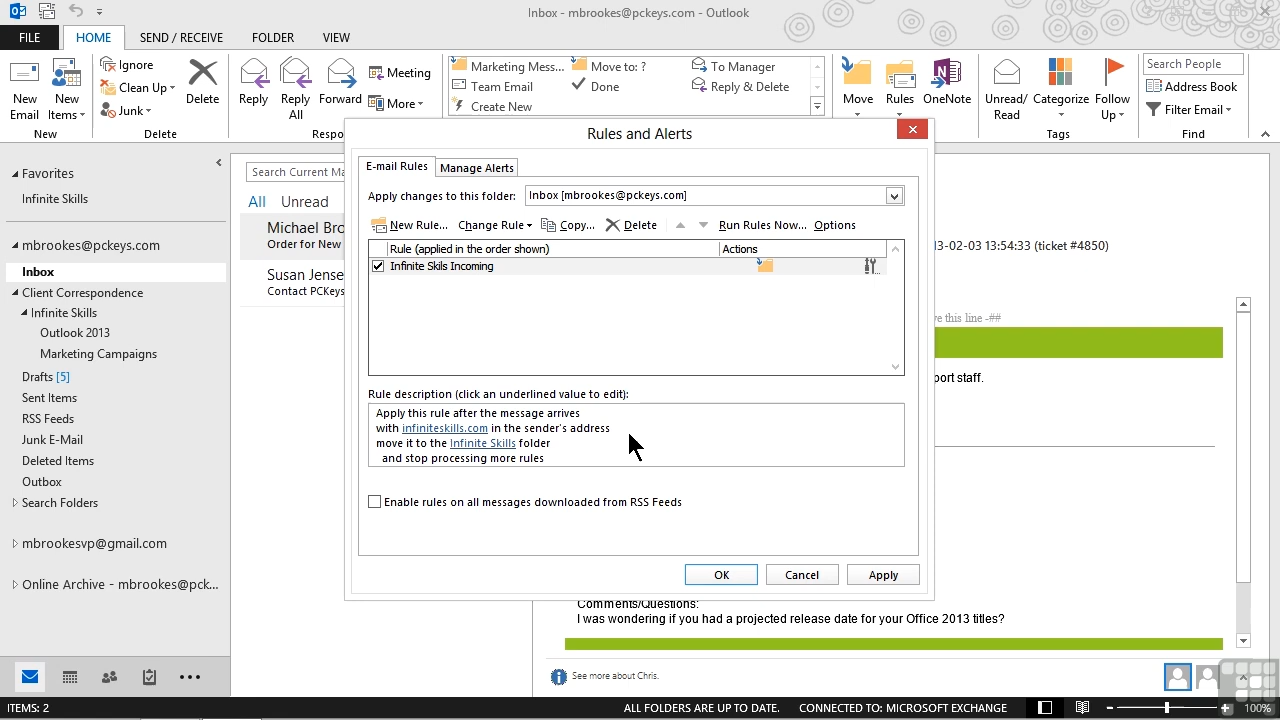 Inbox - mbrookes@pckeys.com - Outlook
FILE HOME SEND / RECEIVE FOLDER VIEW
New Email
New Items
New
Ignore
Clean Up
Junk
Delete
Delete
Reply
Reply All
Forward
Meeting
More
Respo
Marketing Mess...
Team Email
Create New
Move to: ?
Done
To Manager
Reply & Delete
Move
Rules
OneNote
Unread/ Read
Categorize
Follow Up
Tags
Search People
Address Book
Filter Email
Find
Favorites
Infinite Skills
mbrookes@pckeys.com
Inbox
Client Correspondence
Infinite Skills
Outlook 2013
Marketing Campaigns
Drafts [5]
Sent Items
RSS Feeds
Junk E-Mail
Deleted Items
Outbox
Search Folders
mbrookesvp@gmail.com
Online Archive - mbrookes@pck...
Search Current Ma
All Unread
Michael Bro
Order for New
Susan Jense
Contact PCKeys
Rules and Alerts
E-mail Rules Manage Alerts
Apply changes to this folder: Inbox [mbrookes@pckeys.com]
New Rule... Change Rule Copy... Delete Run Rules Now... Options
Rule (applied in the order shown) Actions
Infinite Skils Incoming
Rule description (click an underlined value to edit):
Apply this rule after the message arrives
with infiniteskills.com in the sender's address
move it to the Infinite Skills folder
and stop processing more rules
Enable rules on all messages downloaded from RSS Feeds
OK Cancel Apply
13-02-03 13:54:33 (ticket #4850)
ve this line -##
port staff.
Comments/Questions:
I was wondering if you had a projected release date for your Office 2013 titles?
See more about Chris.
ITEMS: 2 ALL FOLDERS ARE UP TO DATE. CONNECTED TO: MICROSOFT EXCHANGE 100%